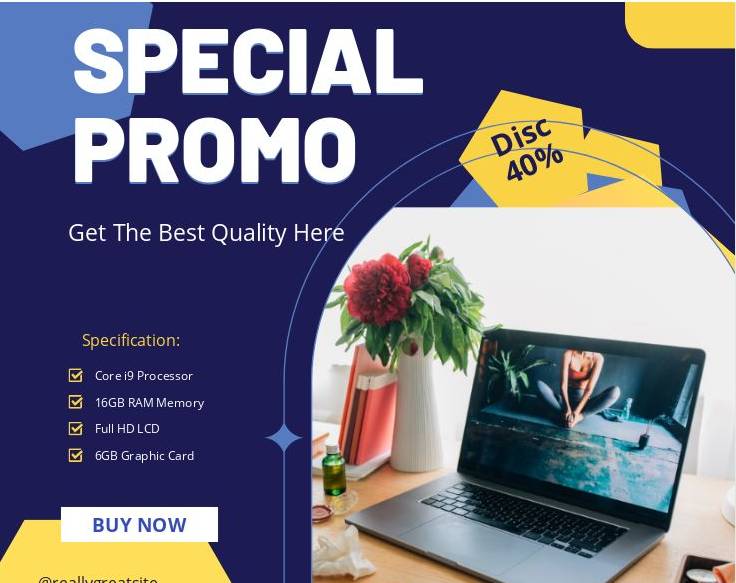 SPECIAL
PROMO
Disc
40%
Get The Best Quality Here
Specification:
Core i9 Processor
16GB RAM Memory
Full HD LCD
6GB Graphic Card
BUY NOW
@reallygreatsite